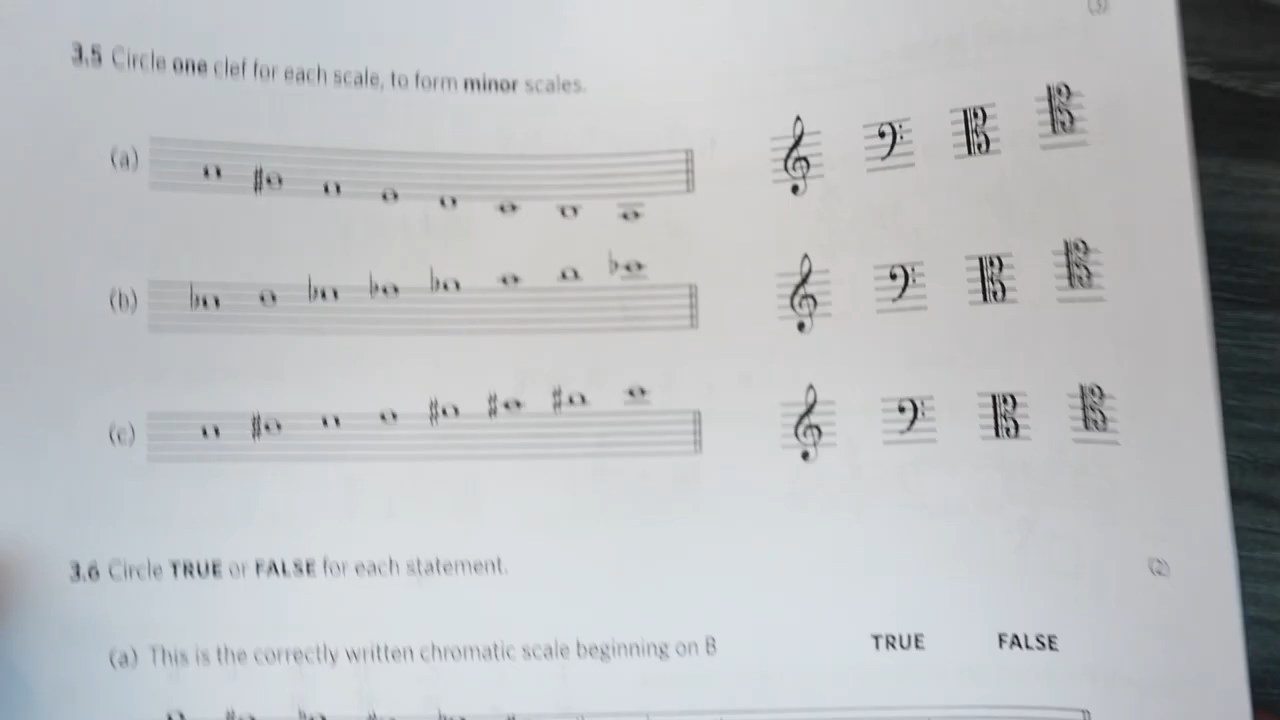 (3)
3.5 Circle one clef for each scale, to form minor scales.
(a)
(b)
(c)
3.6 Circle TRUE or FALSE for each statement.
(2)
(a) This is the correctly written chromatic scale beginning on B TRUE FALSE